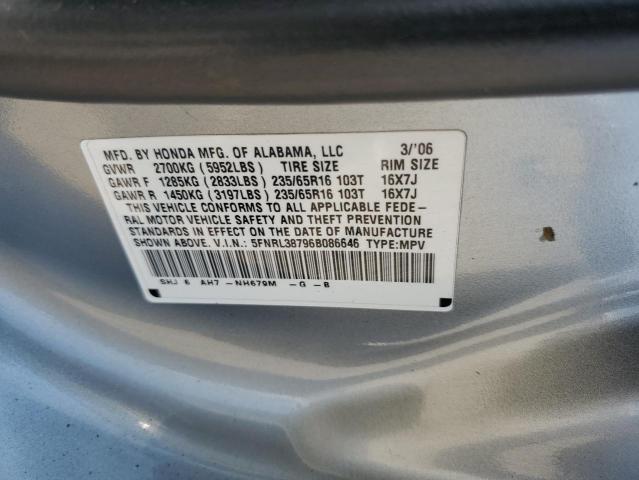 MFD. BY HONDA MFG. OF ALABAMA, LLC 3/'06
GVWR 2700KG (5952LBS) TIRE SIZE RIM SIZE
GAWR F 1285KG (2833LBS) 235/65R16 103T 16X7J
GAWR R 1450KG (3197LBS) 235/65R16 103T 16X7J
THIS VEHICLE CONFORMS TO ALL APPLICABLE FEDE-
RAL MOTOR VEHICLE SAFETY AND THEFT PREVENTION
STANDARDS IN EFFECT ON THE DATE OF MANUFACTURE
SHOWN ABOVE. V.I.N.: 5FNRL38796B086646 TYPE:MPV
SHJ 6 AH7 -NH679M -G -B